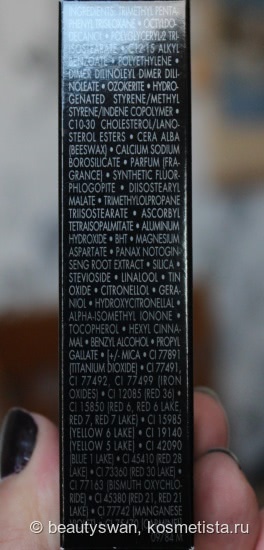 INGREDIENTS: TRIMETHYL PENTA-
PHENYL TRISILOXANE • OCTYLDO-
DECANOL • POLYGLYCERYL-2 TRI-
ISOSTEARATE • C12-15 ALKYL
BENZOATE • POLYETHYLENE •
DIMER DILINOLEYL DIMER DILI-
NOLEATE • OZOKERITE • HYDRO-
GENATED STYRENE/METHYL
STYRENE/INDENE COPOLYMER •
C10-30 CHOLESTEROL/LANO-
STEROL ESTERS • CERA ALBA
(BEESWAX) • CALCIUM SODIUM
BOROSILICATE • PARFUM (FRA-
GRANCE) • SYNTHETIC FLUOR-
PHLOGOPITE • DIISOSTEARYL
MALATE • TRIMETHYLOLPROPANE
TRIISOSTEARATE • ASCORBYL
TETRAISOPALMITATE • ALUMINUM
HYDROXIDE • BHT • MAGNESIUM
ASPARTATE • PANAX NOTOGIN-
SENG ROOT EXTRACT • SILICA •
STEVIOSIDE • LINALOOL • TIN
OXIDE • CITRONELLOL • GERA-
NIOL • HYDROXYCITRONELLAL •
ALPHA-ISOMETHYL IONONE •
TOCOPHEROL • HEXYL CINNA-
MAL • BENZYL ALCOHOL • PROPYL
GALLATE • [+/- MICA • CI 77891
(TITANIUM DIOXIDE) • CI 77491,
CI 77492, CI 77499 (IRON
OXIDES) • CI 12085 (RED 36)
• CI 15850 (RED 6, RED 6 LAKE,
RED 7, RED 7 LAKE) • CI 15985
(YELLOW 6 LAKE) • CI 19140
(YELLOW 5 LAKE) • CI 42090
(BLUE 1 LAKE) • CI 45410 (RED 28
LAKE) • CI 73360 (RED 30 LAKE)
• CI 77163 (BISMUTH OXYCHLO-
RIDE) • CI 45380 (RED 21, RED 21
LAKE) • CI 77742 (MANGANESE
09/84 M
© beautyswan, kosmetista.ru